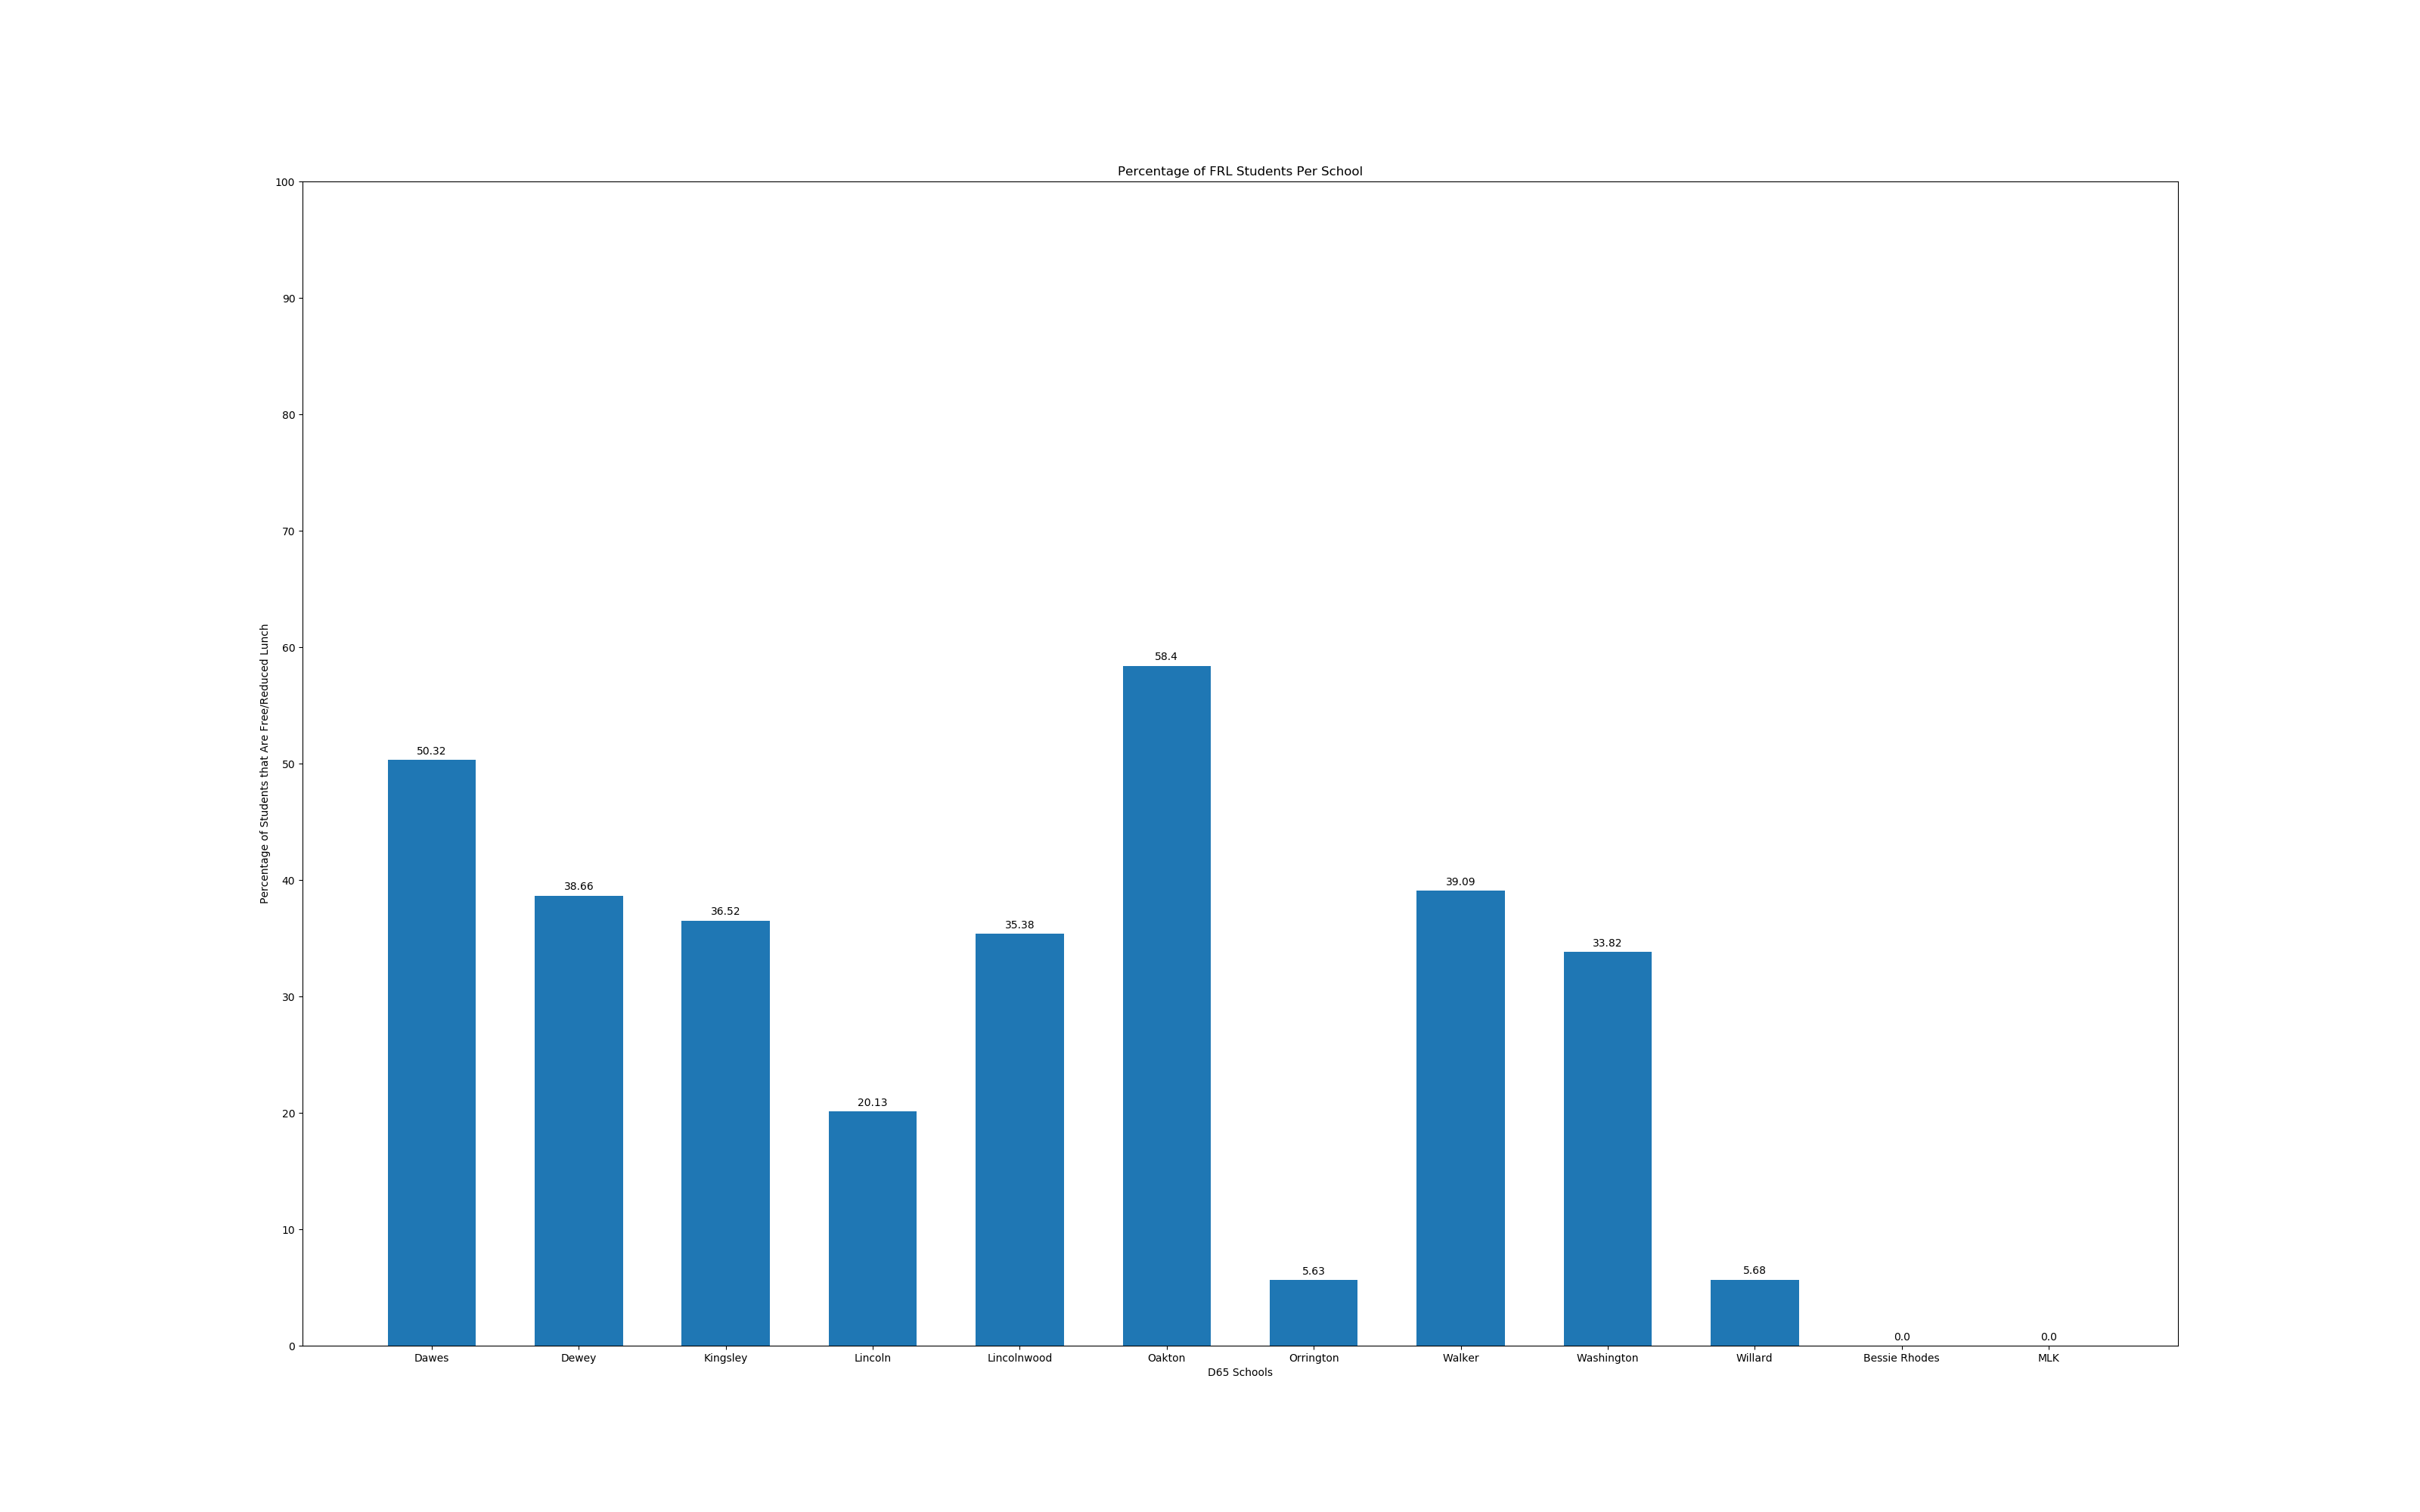 Percentage of FRL Students Per School
100
90
80
70
60
50
40
30
20
10
0
Percentage of Students that Are Free/Reduced Lunch
50.32
38.66
36.52
20.13
35.38
58.4
5.63
39.09
33.82
5.68
0.0
0.0
Dawes
Dewey
Kingsley
Lincoln
Lincolnwood
Oakton
Orrington
Walker
Washington
Willard
Bessie Rhodes
MLK
D65 Schools